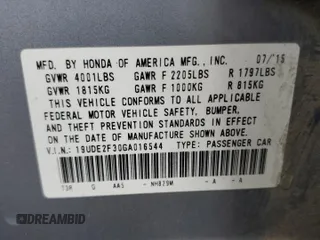 MFD. BY HONDA OF AMERICA MFG., INC. 07/15
GVWR 4001LBS GAWR F 2205LBS R 1797LBS
GVWR 1815KG GAWR F 1000KG R 815KG
THIS VEHICLE CONFORMS TO ALL APPLICABLE
FEDERAL MOTOR VEHICLE SAFETY, BUMPER,
AND THEFT PREVENTION STANDARDS IN EFFECT
ON THE DATE OF MANUFACTURE SHOWN ABOVE.
V.I.N.: 19UDE2F30GA016544 TYPE: PASSENGER CAR
G AAS - NH829M - A - A
DREAMBID